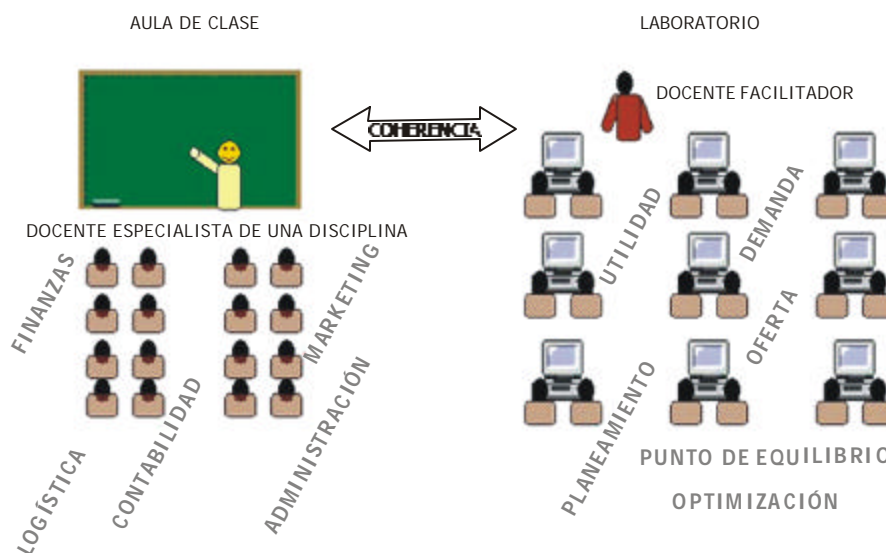 AULA DE CLASE
LABORATORIO
DOCENTE FACILITADOR
COHERENCIA
DOCENTE ESPECIALISTA DE UNA DISCIPLINA
FINANZAS
MARKETING
LOGÍSTICA
CONTABILIDAD
ADMINISTRACIÓN
UTILIDAD
DEMANDA
OFERTA
PLANEAMIENTO
PUNTO DE EQUILIBRIO
OPTIMIZACIÓN